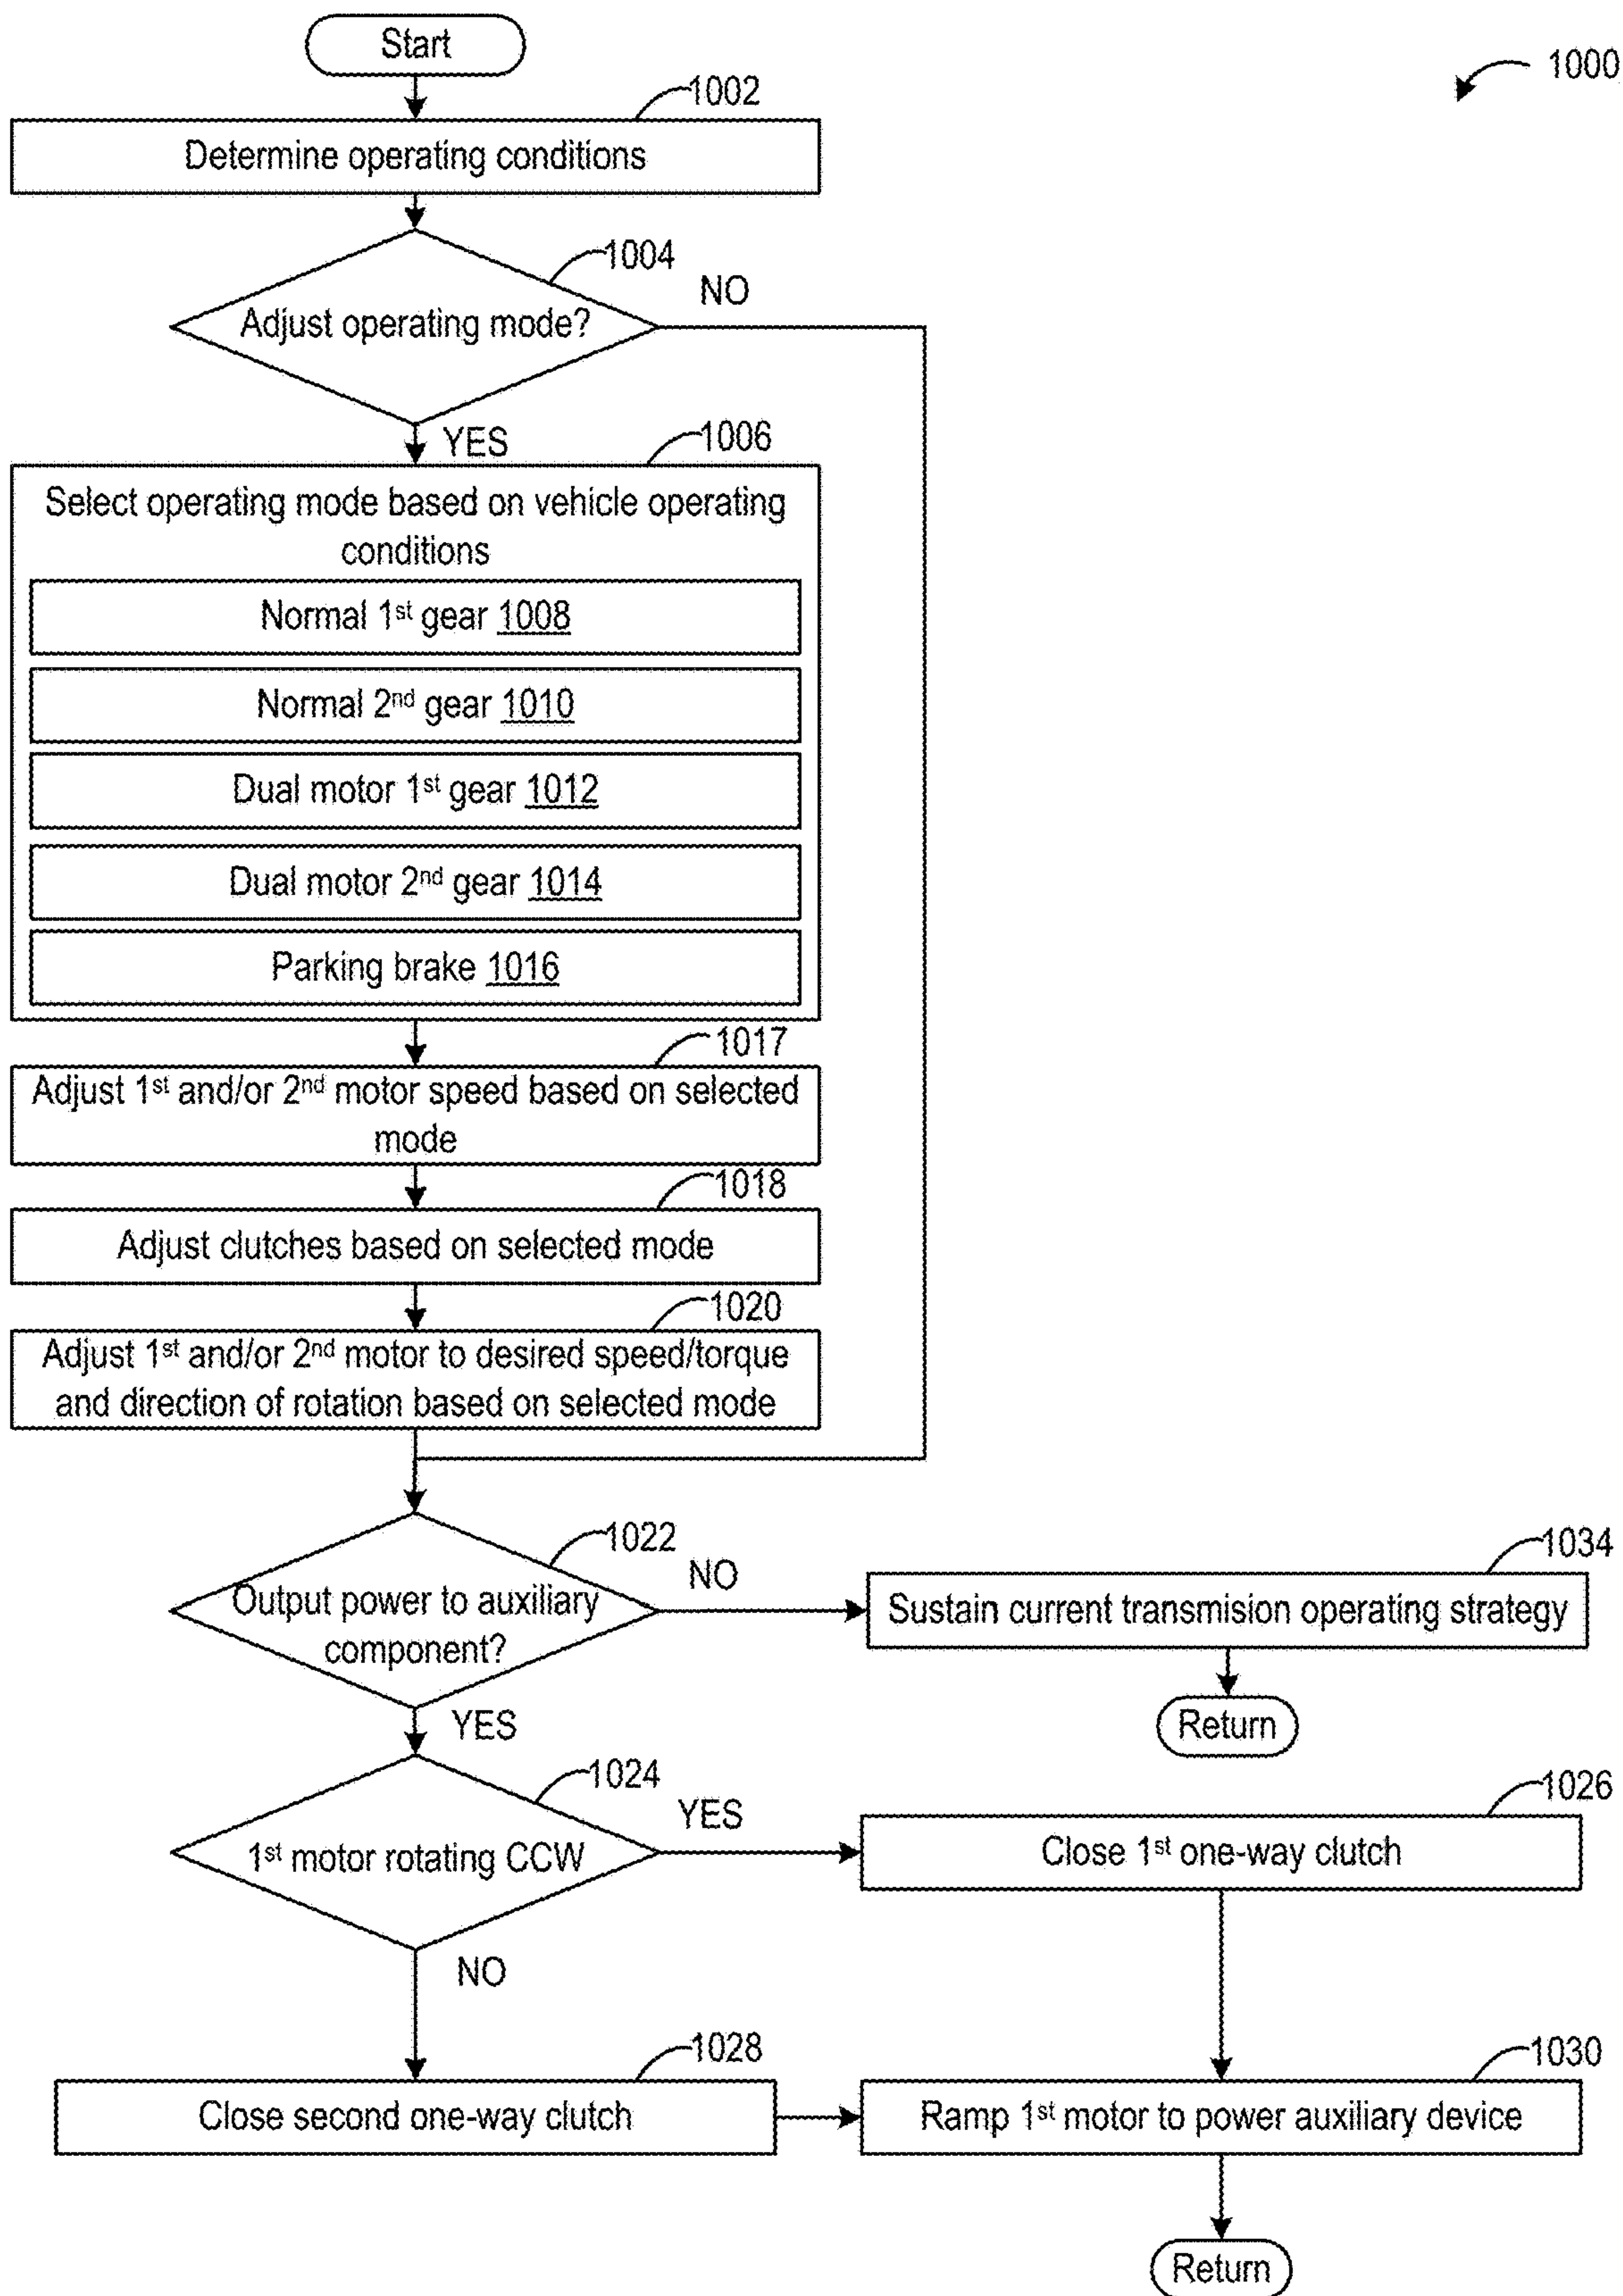 Start
1000
1002
Determine operating conditions
1004
NO
Adjust operating mode?
YES
1006
Select operating mode based on vehicle operating
conditions
Normal 1st gear 1008
Normal 2nd gear 1010
Dual motor 1st gear 1012
Dual motor 2nd gear 1014
Parking brake 1016
1017
Adjust 1st and/or 2nd motor speed based on selected
mode
1018
Adjust clutches based on selected mode
1020
Adjust 1st and/or 2nd motor to desired speed/torque
and direction of rotation based on selected mode
1022
NO
Output power to auxiliary
component?
1034
Sustain current transmision operating strategy
Return
YES
1024
YES
1st motor rotating CCW
1026
Close 1st one-way clutch
NO
1028
Close second one-way clutch
1030
Ramp 1st motor to power auxiliary device
Return